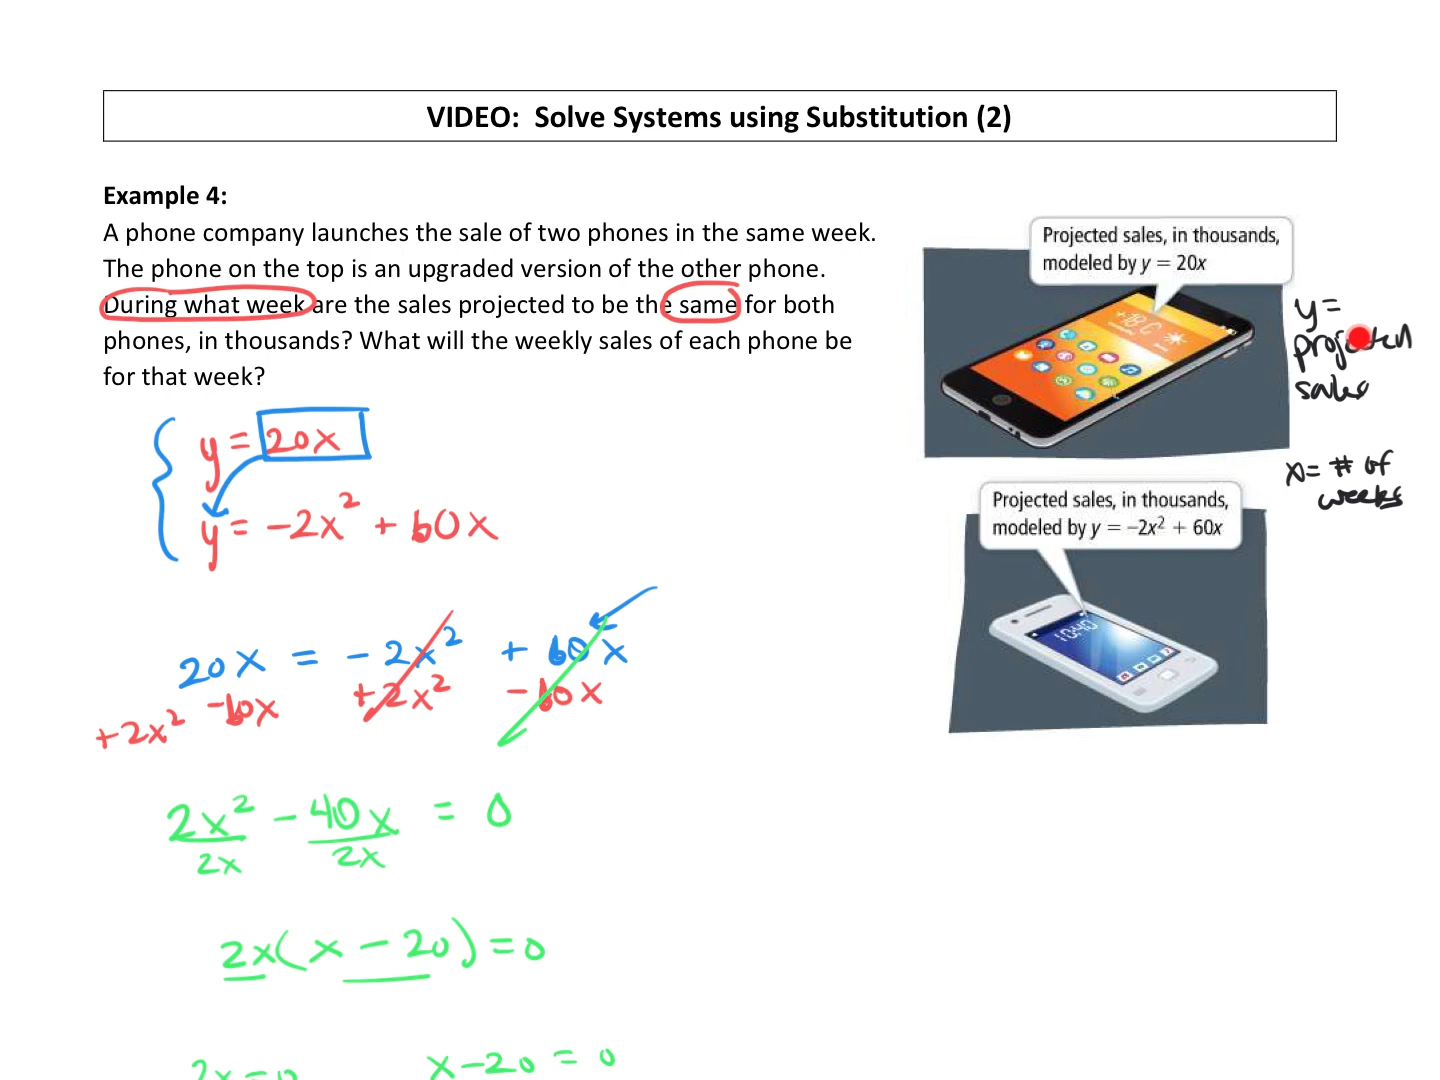 VIDEO: Solve Systems using Substitution (2)
Example 4:
A phone company launches the sale of two phones in the same week.
The phone on the top is an upgraded version of the other phone.
During what week are the sales projected to be the same for both
phones, in thousands? What will the weekly sales of each phone be
for that week?
Projected sales, in thousands,
modeled by y = 20x
y =
projected
sales
x = # of
weeks
Projected sales, in thousands,
modeled by y = −2x² + 60x
10:40
y = 20x
y = -2x² + 60x
20x = -2x² + 60x
+2x² -60x +2x² -60x
2x² - 40x = 0
2x 2x
2x(x - 20) = 0
2x = 0 x - 20 = 0